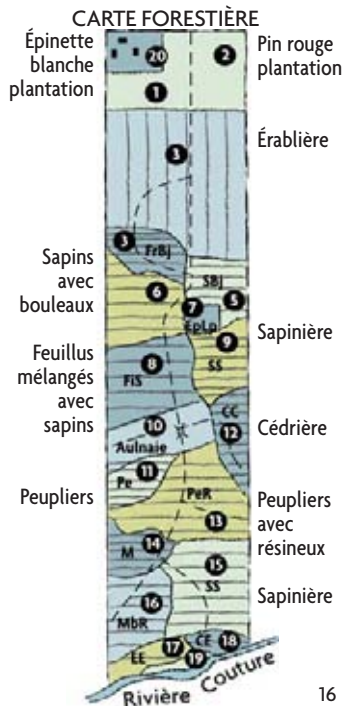 CARTE FORESTIÈRE
Épinette
blanche
plantation
Pin rouge
plantation
20
2
1
Érablière
3
3
FrBj
Sapins
avec
bouleaux
6
SBj
5
7
EpLp
9
SS
Sapinière
Feuillus
mélangés
avec
sapins
8
FiS
10
Aulnaie
CC
12
Cédrière
11
Pe
Peupliers
PeR
13
Peupliers
avec
résineux
14
M
15
SS
Sapinière
16
MbR
17
EE
CE
18
19
Rivière Couture
16